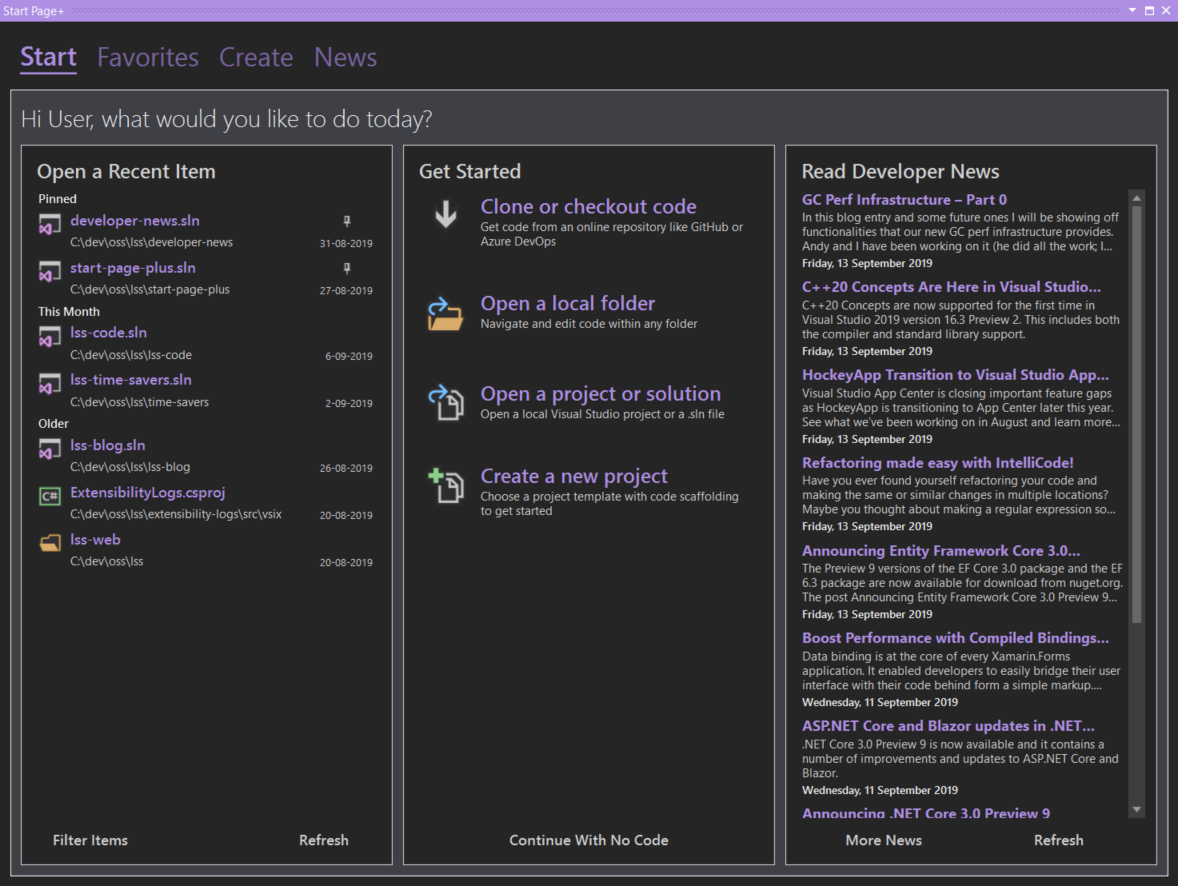 Start Page+
Start Favorites Create News
Hi User, what would you like to do today?
Open a Recent Item
Pinned
developer-news.sln
C:\dev\oss\lss\developer-news 31-08-2019
start-page-plus.sln
C:\dev\oss\lss\start-page-plus 27-08-2019
This Month
lss-code.sln
C:\dev\oss\lss\lss-code 6-09-2019
lss-time-savers.sln
C:\dev\oss\lss\time-savers 2-09-2019
Older
lss-blog.sln
C:\dev\oss\lss\lss-blog 26-08-2019
C# ExtensibilityLogs.csproj
C:\dev\oss\lss\extensibility-logs\src\vsix 20-08-2019
lss-web
C:\dev\oss\lss 20-08-2019
Filter Items Refresh
Get Started
Clone or checkout code
Get code from an online repository like GitHub or
Azure DevOps
Open a local folder
Navigate and edit code within any folder
Open a project or solution
Open a local Visual Studio project or a .sln file
Create a new project
Choose a project template with code scaffolding
to get started
Continue With No Code
Read Developer News
GC Perf Infrastructure – Part 0
In this blog entry and some future ones I will be showing off
functionalities that our new GC perf infrastructure provides.
Andy and I have been working on it (he did all the work; I...
Friday, 13 September 2019
C++20 Concepts Are Here in Visual Studio...
C++20 Concepts are now supported for the first time in
Visual Studio 2019 version 16.3 Preview 2. This includes both
the compiler and standard library support.
Friday, 13 September 2019
HockeyApp Transition to Visual Studio App...
Visual Studio App Center is closing important feature gaps
as HockeyApp is transitioning to App Center later this year.
See what we've been working on in August and learn more...
Friday, 13 September 2019
Refactoring made easy with IntelliCode!
Have you ever found yourself refactoring your code and
making the same or similar changes in multiple locations?
Maybe you thought about making a regular expression so...
Friday, 13 September 2019
Announcing Entity Framework Core 3.0...
The Preview 9 versions of the EF Core 3.0 package and the EF
6.3 package are now available for download from nuget.org.
The post Announcing Entity Framework Core 3.0 Preview 9...
Friday, 13 September 2019
Boost Performance with Compiled Bindings...
Data binding is at the core of every Xamarin.Forms
application. It enabled developers to easily bridge their user
interface with their code behind form a simple markup....
Wednesday, 11 September 2019
ASP.NET Core and Blazor updates in .NET...
.NET Core 3.0 Preview 9 is now available and it contains a
number of improvements and updates to ASP.NET Core and
Blazor.
Wednesday, 11 September 2019
Announcing .NET Core 3.0 Preview 9
More News Refresh